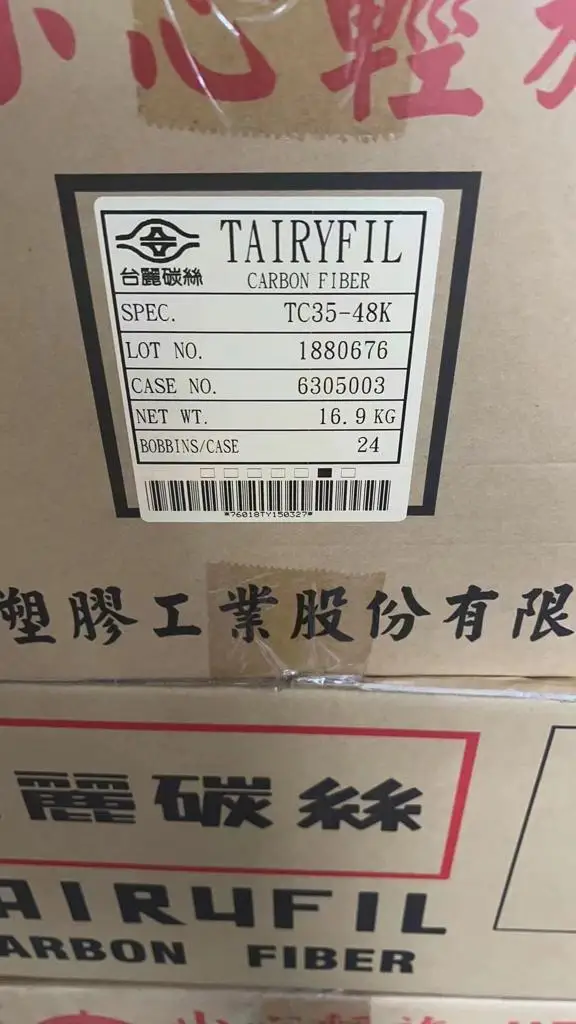 小心輕放
TAIRYFIL
台麗碳絲
CARBON FIBER
SPEC. TC35-48K
LOT NO. 1880676
CASE NO. 6305003
NET WT. 16.9 KG
BOBBINS/CASE 24
*76018TY150327*
塑膠工業股份有限
麗碳絲
AIRYFIL
ARBON FIBER